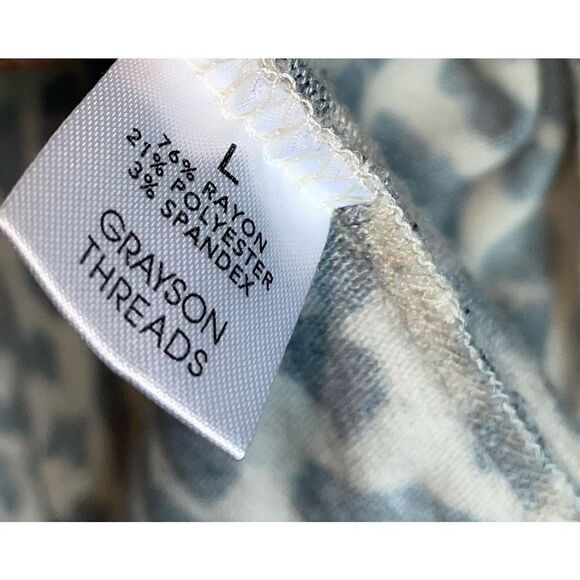 L
76% RAYON
21% POLYESTER
3% SPANDEX
GRAYSON
THREADS